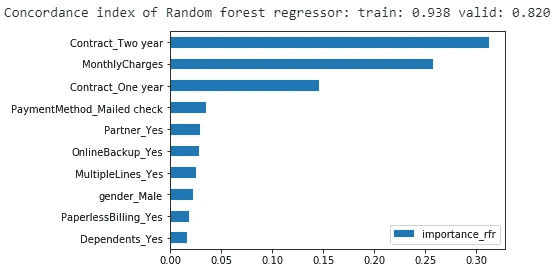 Concordance index of Random forest regressor: train: 0.938 valid: 0.820
Contract_Two year
MonthlyCharges
Contract_One year
PaymentMethod_Mailed check
Partner_Yes
OnlineBackup_Yes
MultipleLines_Yes
gender_Male
PaperlessBilling_Yes
Dependents_Yes
importance_rfr
0.00 0.05 0.10 0.15 0.20 0.25 0.30